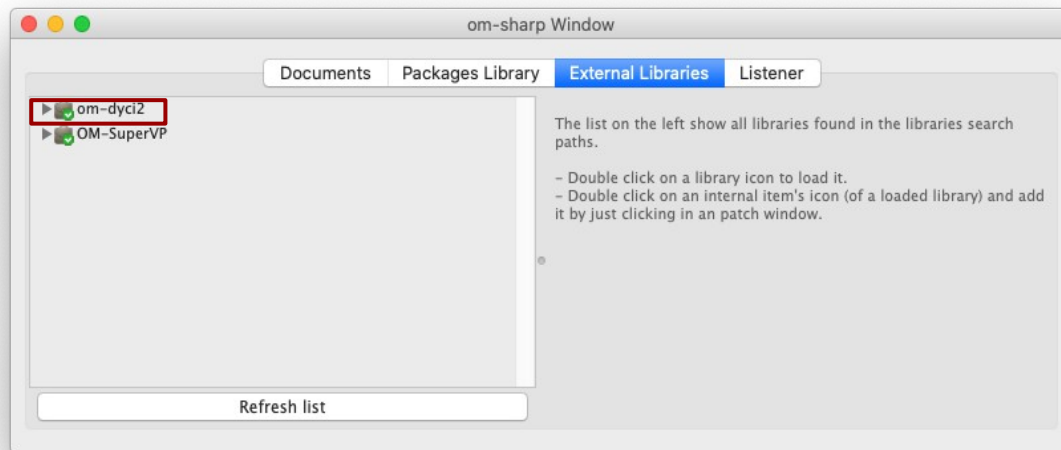 om-sharp Window
Documents
Packages Library
External Libraries
Listener
om-dyci2
OM-SuperVP
The list on the left show all libraries found in the libraries search
paths.
– Double click on a library icon to load it.
– Double click on an internal item's icon (of a loaded library) and add
it by just clicking in an patch window.
Refresh list